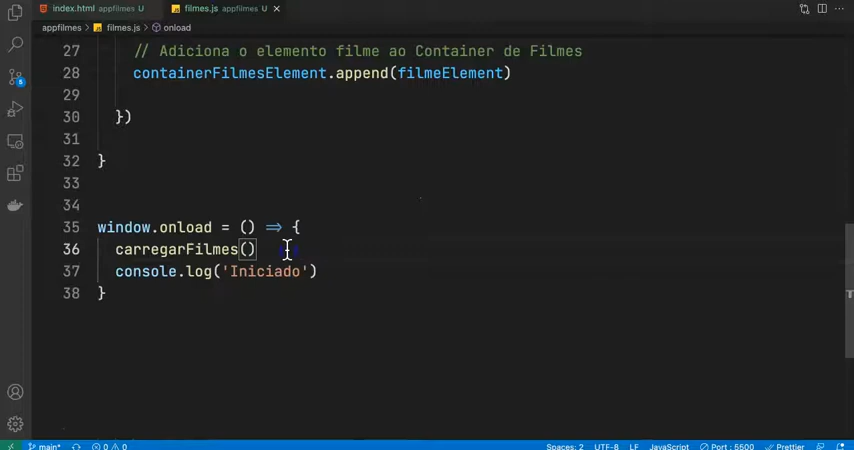 index.html appfilmes U
filmes.js appfilmes U
appfilmes > filmes.js > onload
27 // Adiciona o elemento filme ao Container de Filmes
28 containerFilmesElement.append(filmeElement)
29
30 })
31
32 }
33
34
35 window.onload = () => {
36 carregarFilmes()
37 console.log('Iniciado')
38 }
main* 0 0 Spaces: 2 UTF-8 LF JavaScript Port : 5500 Prettier